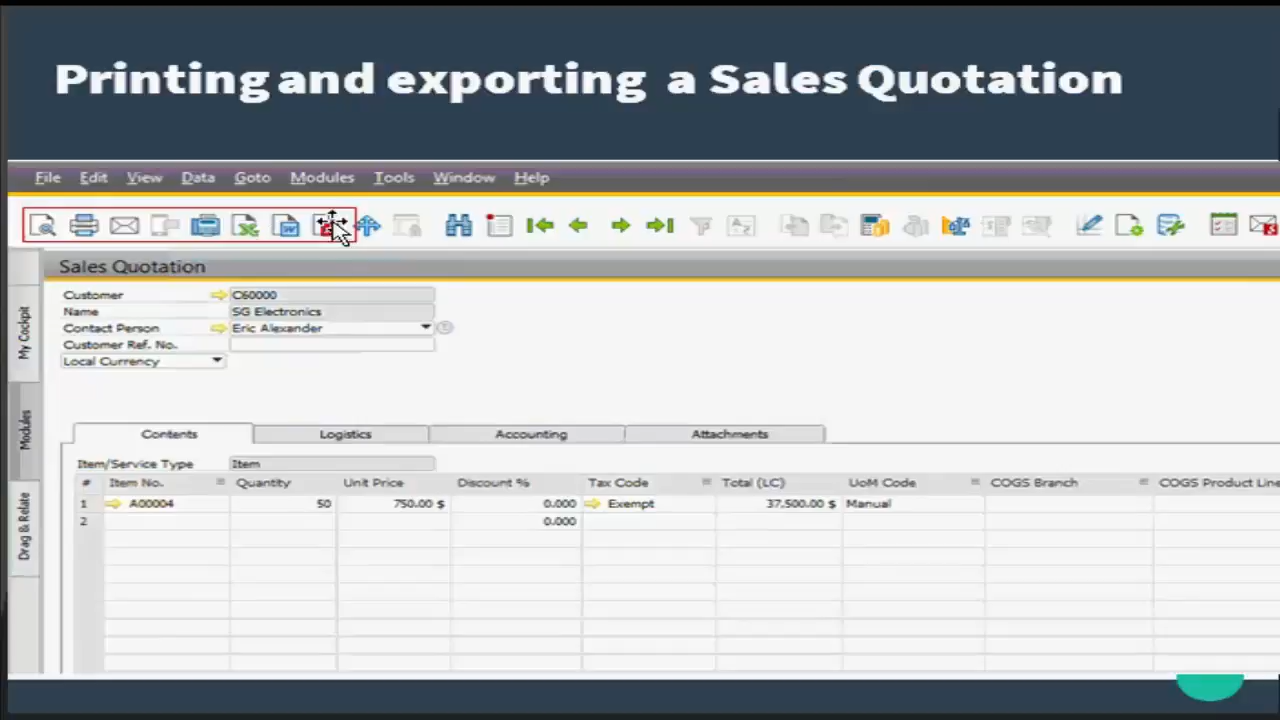 Printing and exporting a Sales Quotation
File Edit View Data Goto Modules Tools Window Help
Sales Quotation
Customer C60000
Name SG Electronics
Contact Person Eric Alexander
Customer Ref. No.
Local Currency
My Cockpit
Modules
Drag & Relate
Contents Logistics Accounting Attachments
Item/Service Type Item
# Item No. Quantity Unit Price Discount % Tax Code Total (LC) UoM Code COGS Branch COGS Product Line
1 A00004 50 750.00 $ 0.000 Exempt 37,500.00 $ Manual
2 0.000